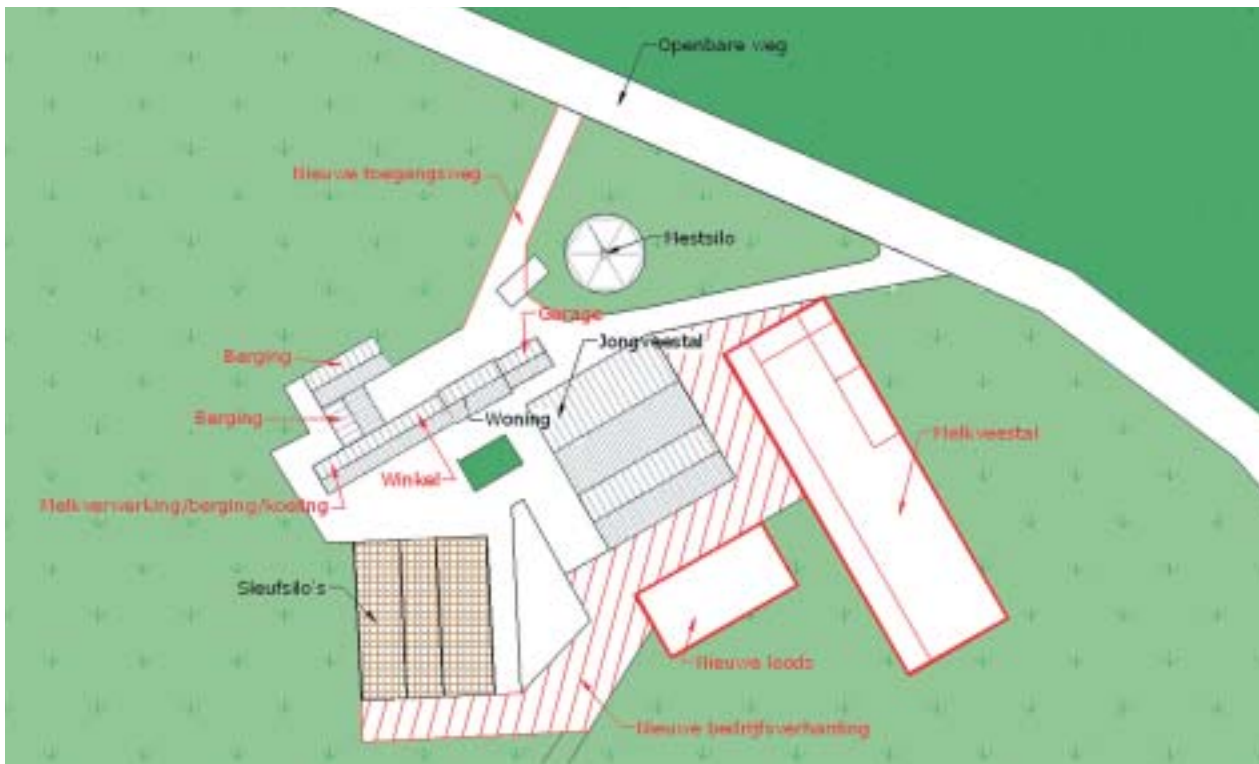 Openbare weg
Nieuwe toegangsweg
Mestsilo
Garage
Jongveestal
Berging
Berging
Woning
Melkveestal
Winkel
Melkverwerking/berging/koeling
Sleufsilo's
Nieuwe loods
Nieuwe bedrijfsverharding